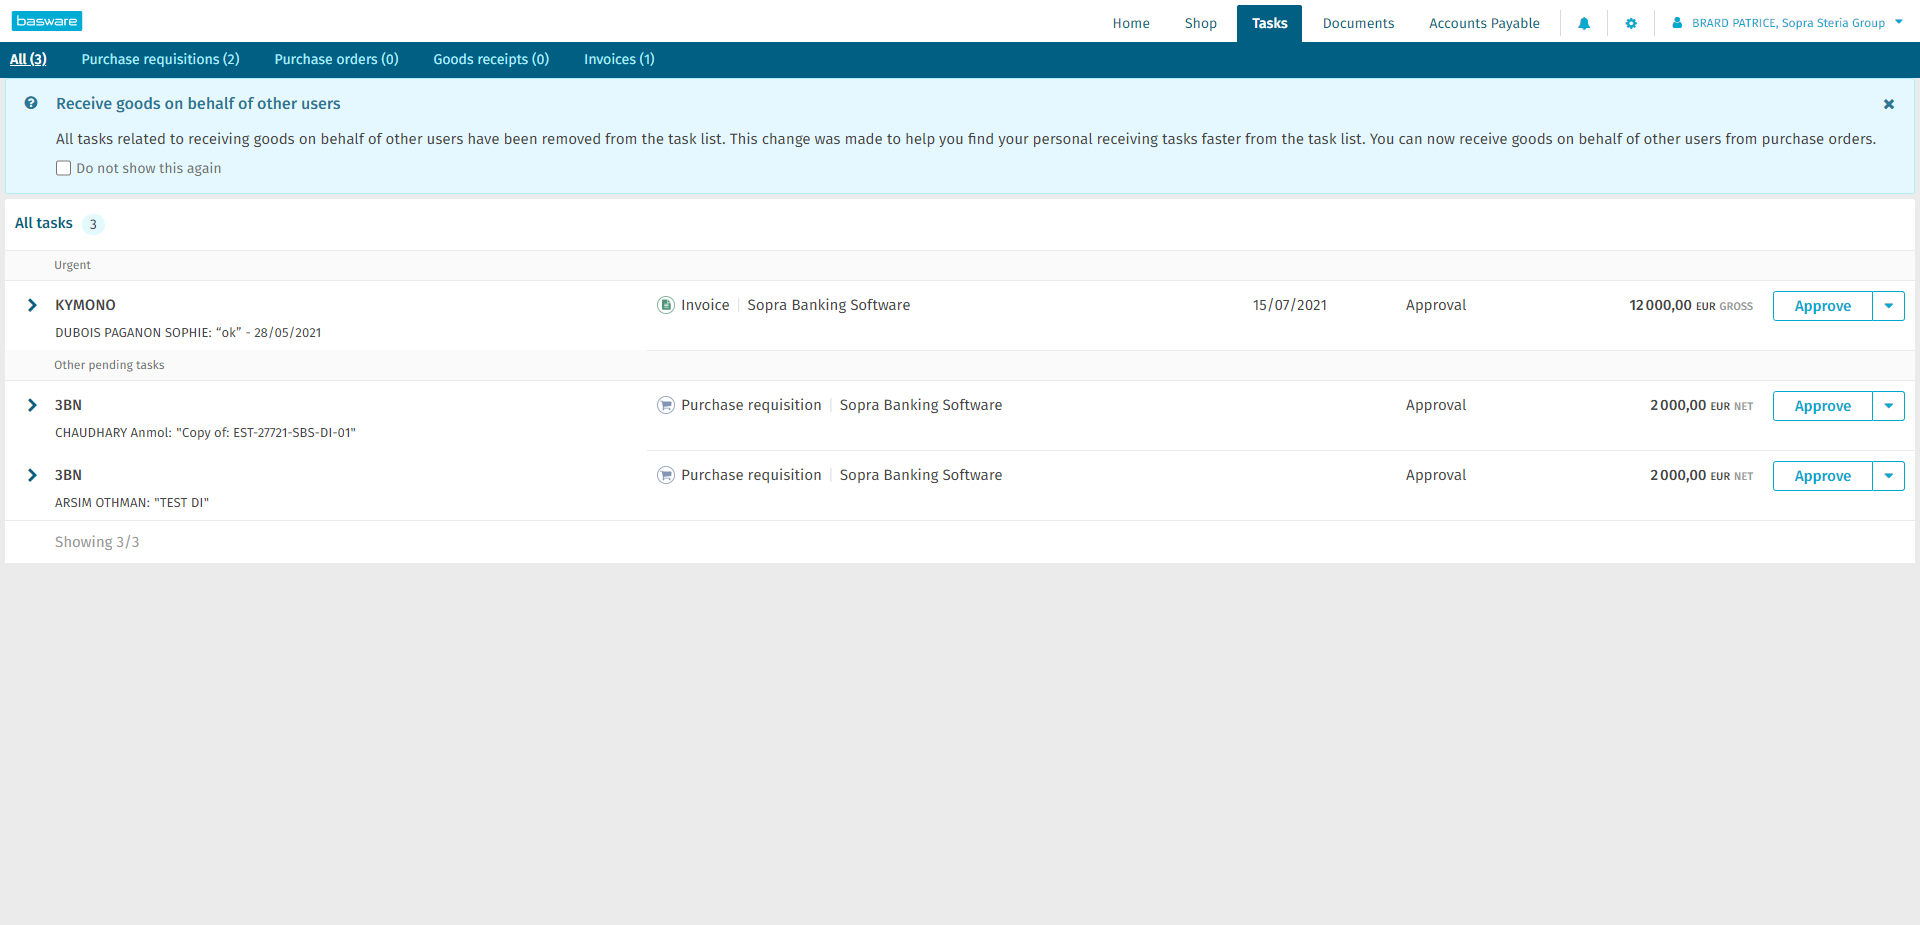 basware
Home Shop Tasks Documents Accounts Payable BRARD PATRICE, Sopra Steria Group
All (3) Purchase requisitions (2) Purchase orders (0) Goods receipts (0) Invoices (1)
Receive goods on behalf of other users
All tasks related to receiving goods on behalf of other users have been removed from the task list. This change was made to help you find your personal receiving tasks faster from the task list. You can now receive goods on behalf of other users from purchase orders.
Do not show this again
All tasks 3
Urgent
KYMONO Invoice Sopra Banking Software 15/07/2021 Approval 12 000,00 EUR GROSS Approve
DUBOIS PAGANON SOPHIE: “ok” - 28/05/2021
Other pending tasks
3BN Purchase requisition Sopra Banking Software Approval 2 000,00 EUR NET Approve
CHAUDHARY Anmol: "Copy of: EST-27721-SBS-DI-01"
3BN Purchase requisition Sopra Banking Software Approval 2 000,00 EUR NET Approve
ARSIM OTHMAN: "TEST DI"
Showing 3/3